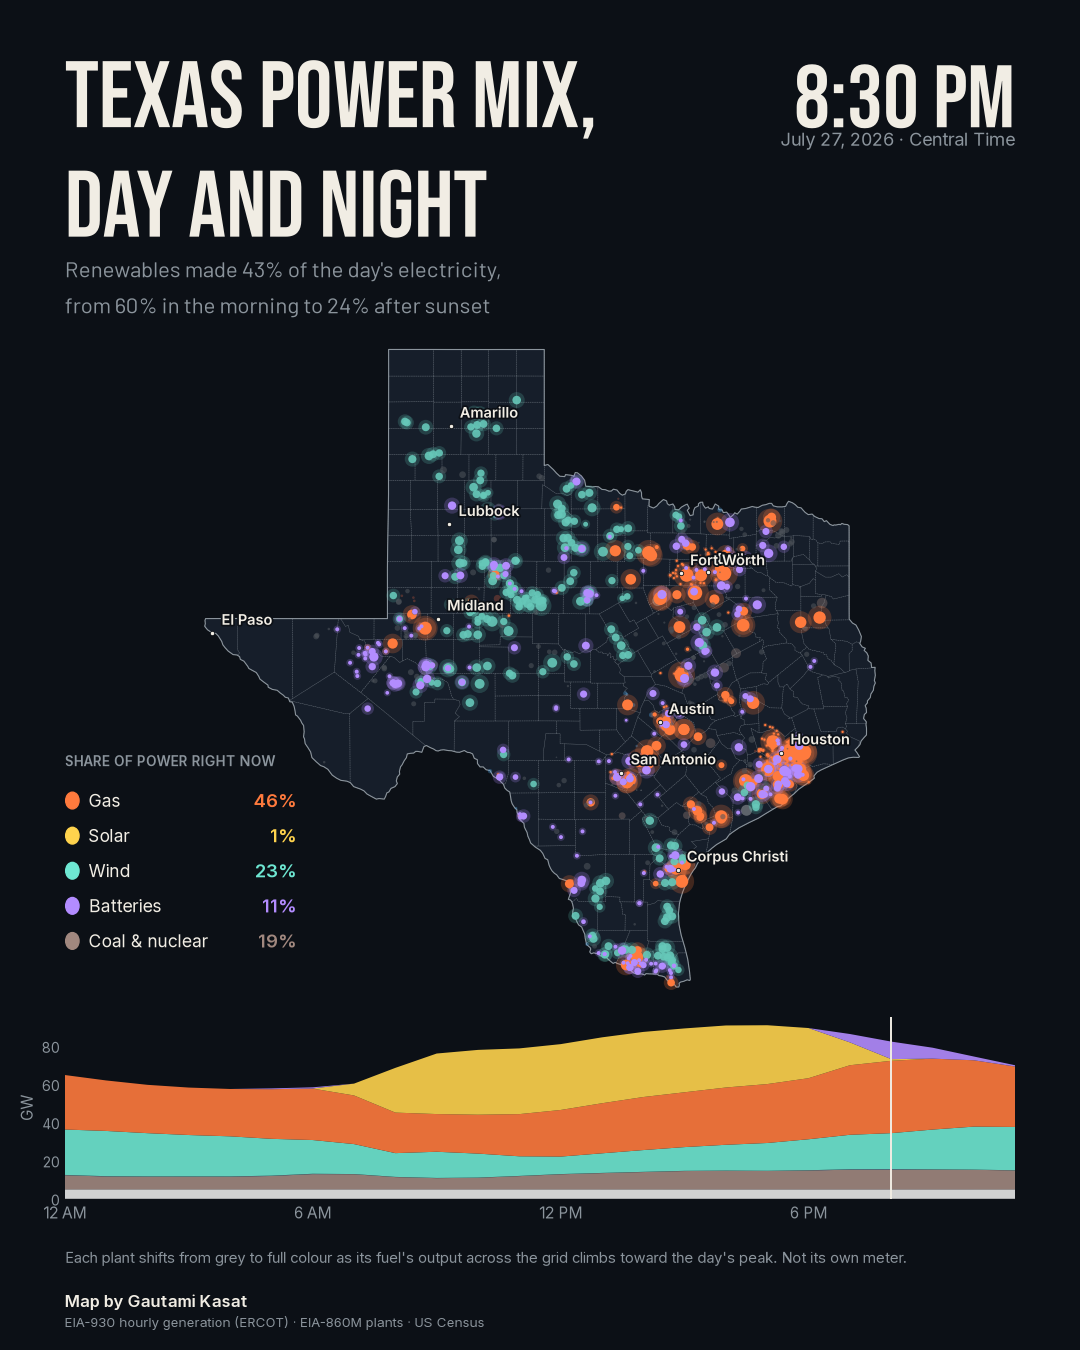 TEXAS POWER MIX,
DAY AND NIGHT
8:30 PM
July 27, 2026 · Central Time
Renewables made 43% of the day's electricity,
from 60% in the morning to 24% after sunset
Amarillo
Lubbock
Fort Worth
Midland
El Paso
Austin
Houston
San Antonio
Corpus Christi
SHARE OF POWER RIGHT NOW
Gas 46%
Solar 1%
Wind 23%
Batteries 11%
Coal & nuclear 19%
GW
80
60
40
20
0
12 AM 6 AM 12 PM 6 PM
Each plant shifts from grey to full colour as its fuel's output across the grid climbs toward the day's peak. Not its own meter.
Map by Gautami Kasat
EIA-930 hourly generation (ERCOT) · EIA-860M plants · US Census